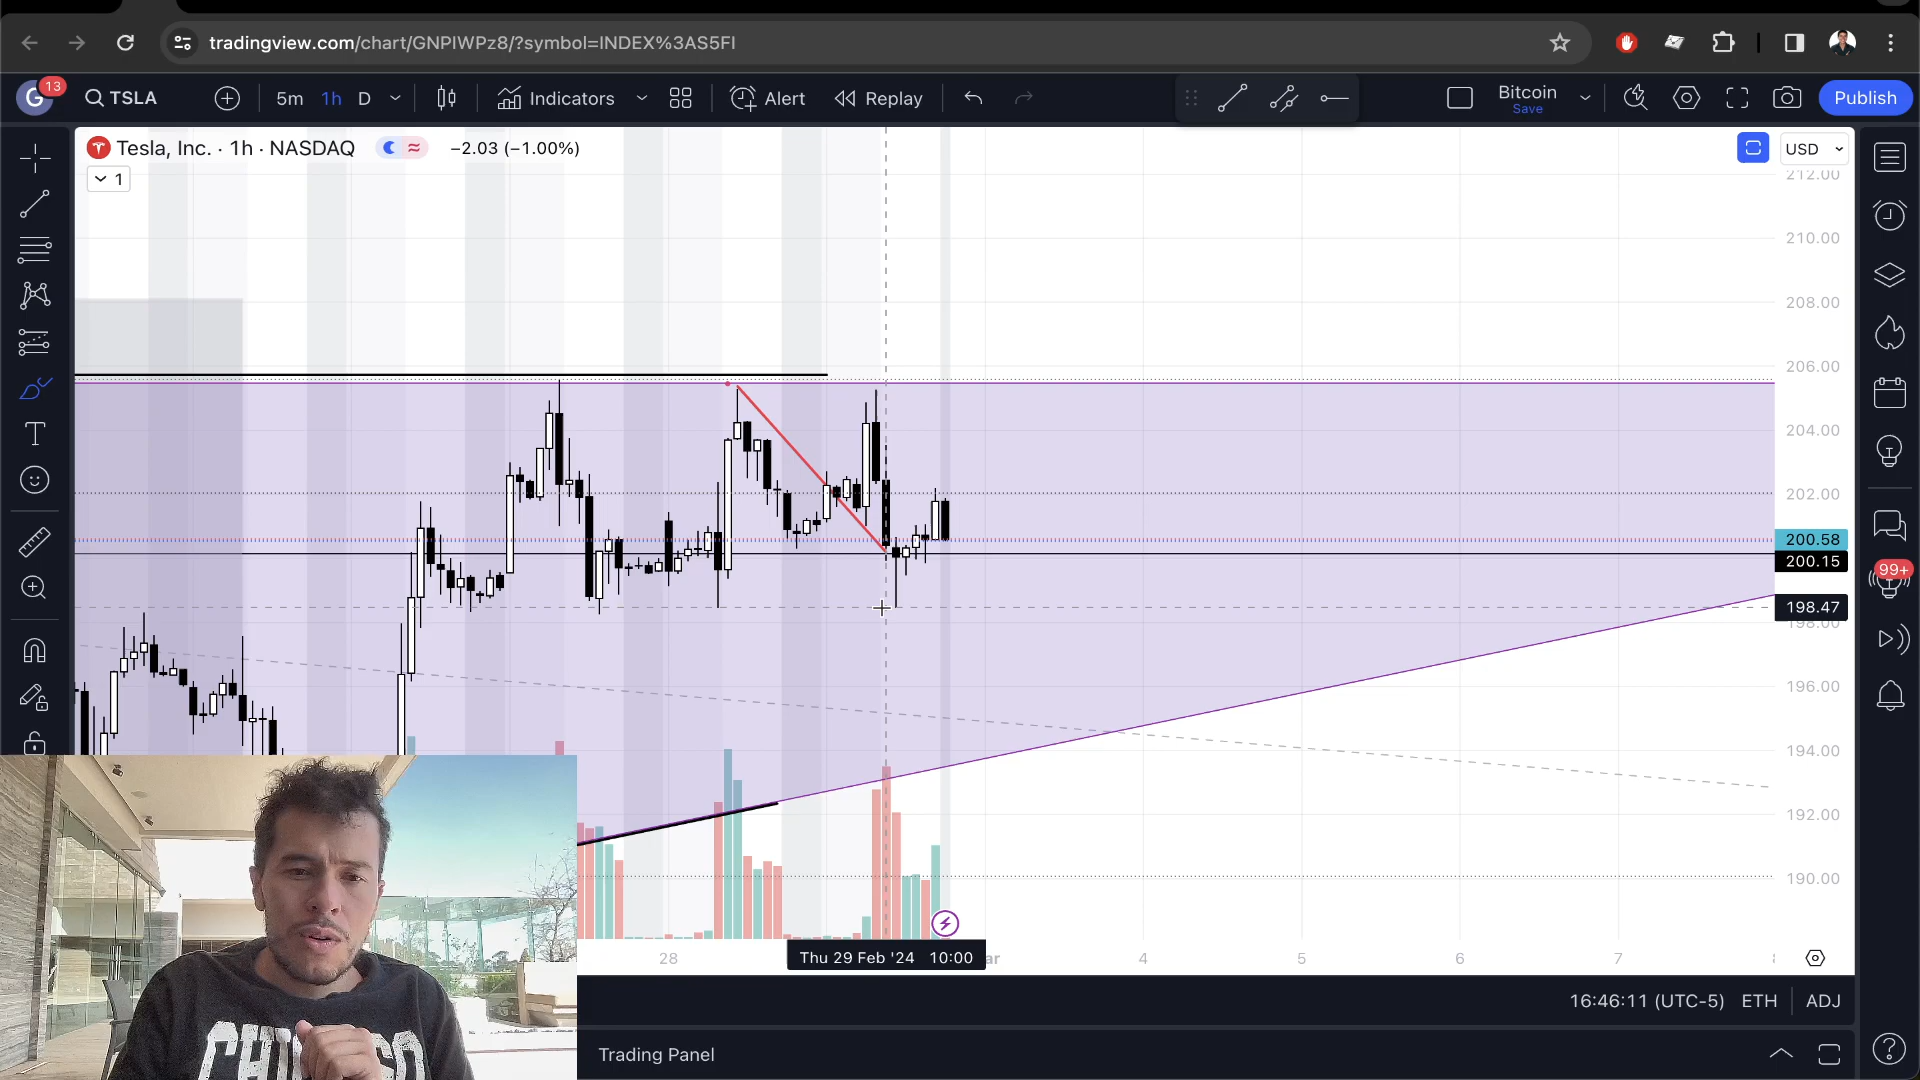 tradingview.com/chart/GNPIWPz8/?symbol=INDEX%3AS5FI
G
13
TSLA
5m
1h
D
Indicators
Alert
Replay
Bitcoin
Save
Publish
Tesla, Inc. · 1h · NASDAQ
−2.03 (−1.00%)
USD
1
212.00
210.00
208.00
206.00
204.00
202.00
200.58
200.15
99+
198.47
198.00
196.00
194.00
192.00
190.00
28
Thu 29 Feb '24 10:00
ar
4
5
6
7
16:46:11 (UTC-5)
ETH
ADJ
Trading Panel